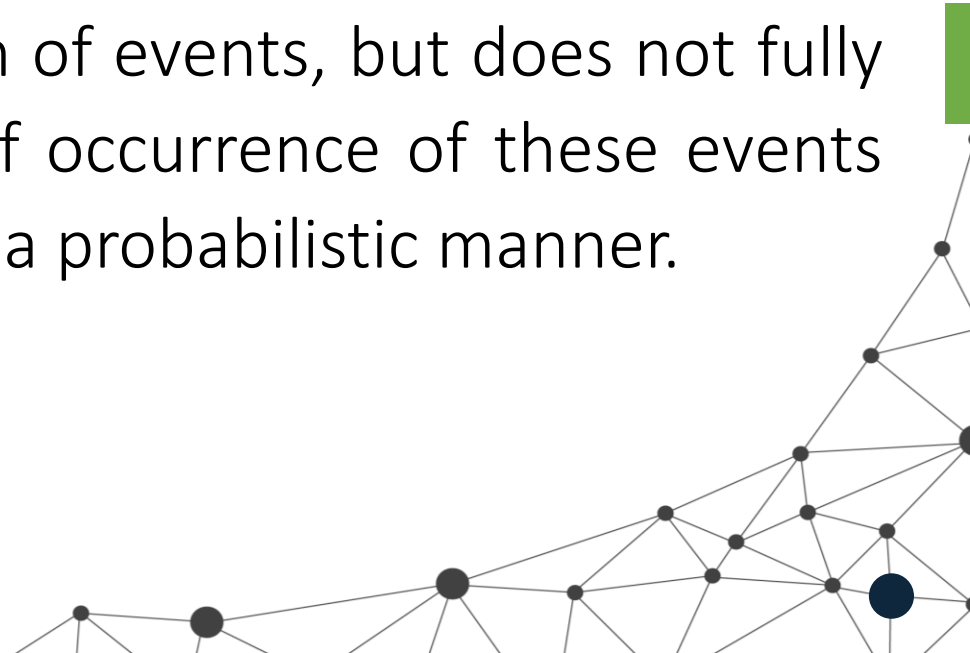 of events, but does not fully
occurrence of these events
a probabilistic manner.